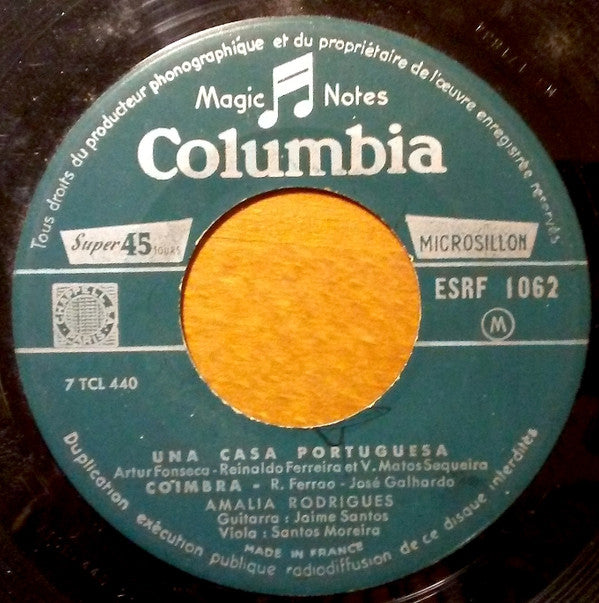 Tous droits du producteur phonographique et du propriétaire de l'œuvre enregistrée réservés
Magic Notes
Columbia
Super 45 TOURS
MICROSILLON
ESRF 1062
M
CHAPPELL S.A
PARIS
7 TCL 440
UNA CASA PORTUGUESA
Artur Fonseca - Reinaldo Ferreira et V. Matos Sequeira
COIMBRA - R. Ferrao - José Galhardo
AMALIA RODRIGUES
Guitarra : Jaime Santos
Viola : Santos Moreira
MADE IN FRANCE
Duplication exécution publique radiodiffusion de ce disque interdites